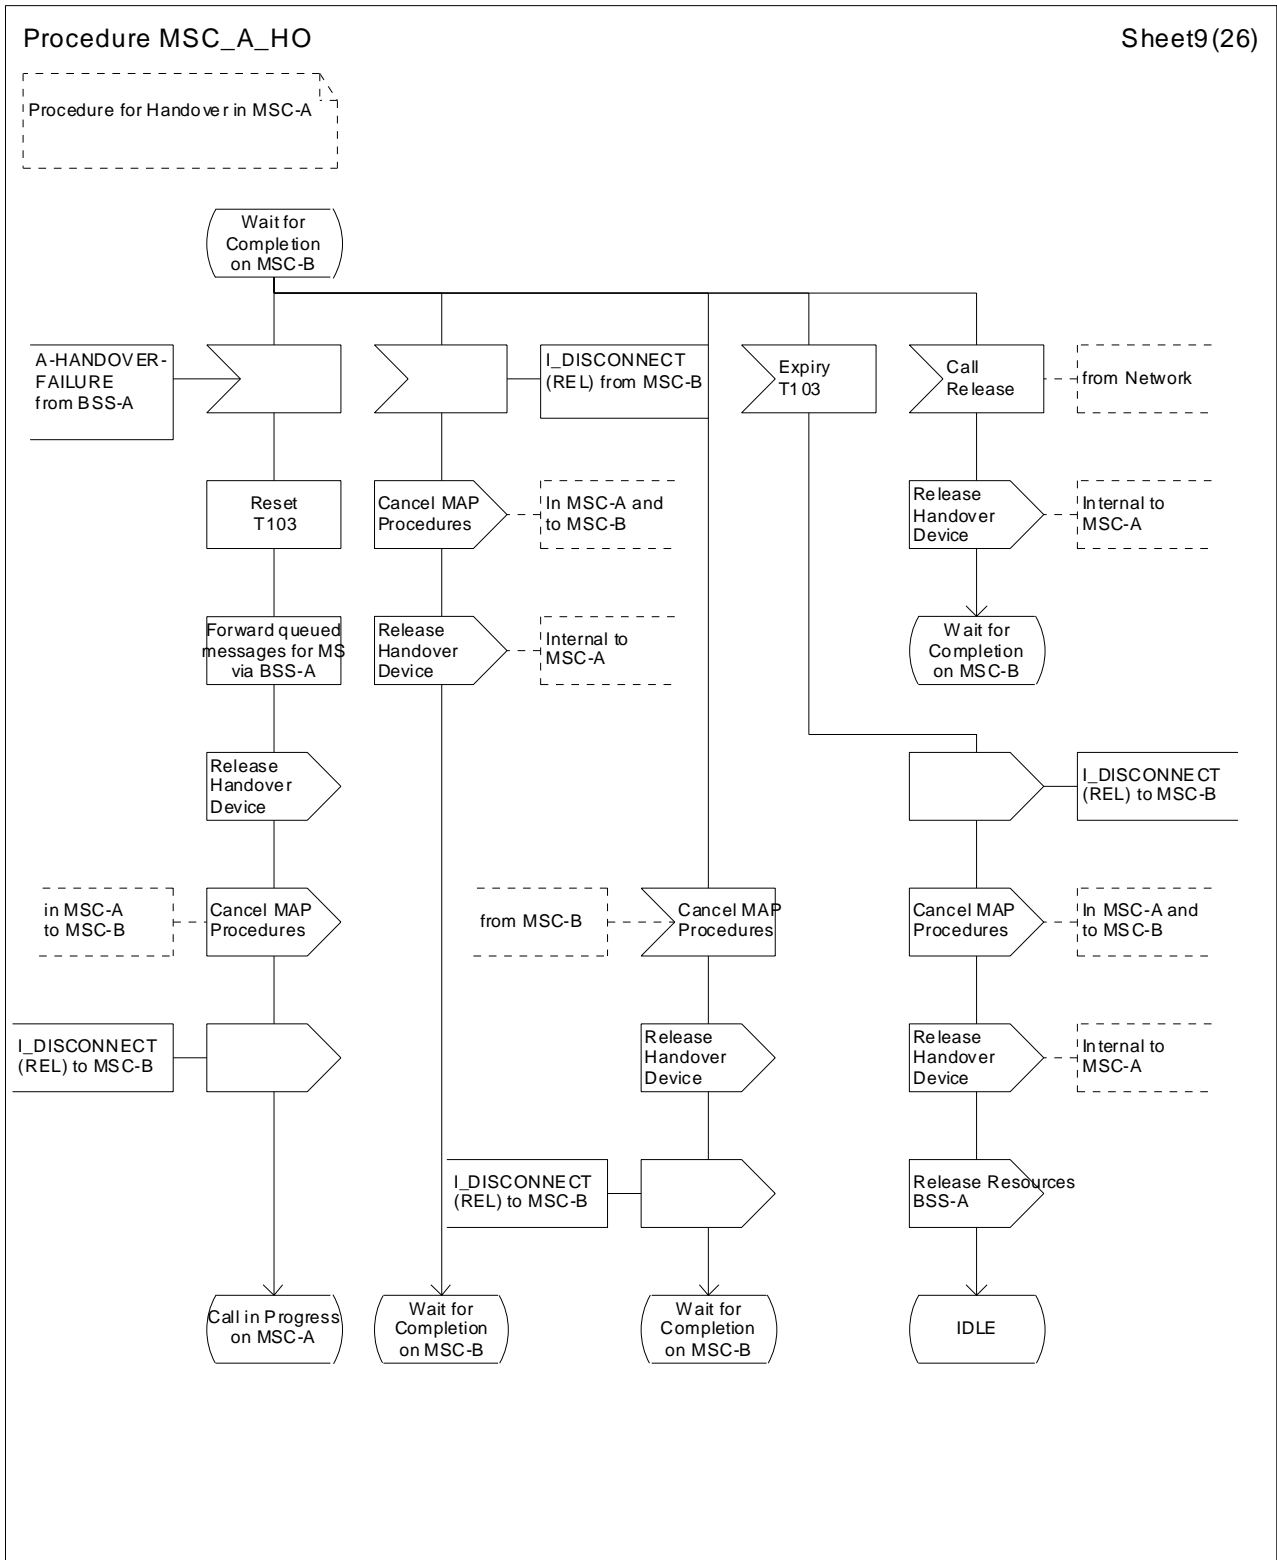 Procedure MSC_A_HO
Sheet9(26)
Procedure for Handover in MSC-A
Wait for
Completion
on MSC-B
A-HANDOVER-
FAILURE
from BSS-A
I_DISCONNECT
(REL) from MSC-B
Expiry
T103
Call
Release
from Network
Reset
T103
Cancel MAP
Procedures
In MSC-A and
to MSC-B
Release
Handover
Device
Internal to
MSC-A
Forward queued
messages for MS
via BSS-A
Release
Handover
Device
Internal to
MSC-A
Wait for
Completion
on MSC-B
Release
Handover
Device
I_DISCONNECT
(REL) to MSC-B
in MSC-A
to MSC-B
Cancel MAP
Procedures
from MSC-B
Cancel MAP
Procedures
Cancel MAP
Procedures
In MSC-A and
to MSC-B
I_DISCONNECT
(REL) to MSC-B
Release
Handover
Device
Release
Handover
Device
Internal to
MSC-A
I_DISCONNECT
(REL) to MSC-B
Release Resources
BSS-A
Call in Progress
on MSC-A
Wait for
Completion
on MSC-B
Wait for
Completion
on MSC-B
IDLE